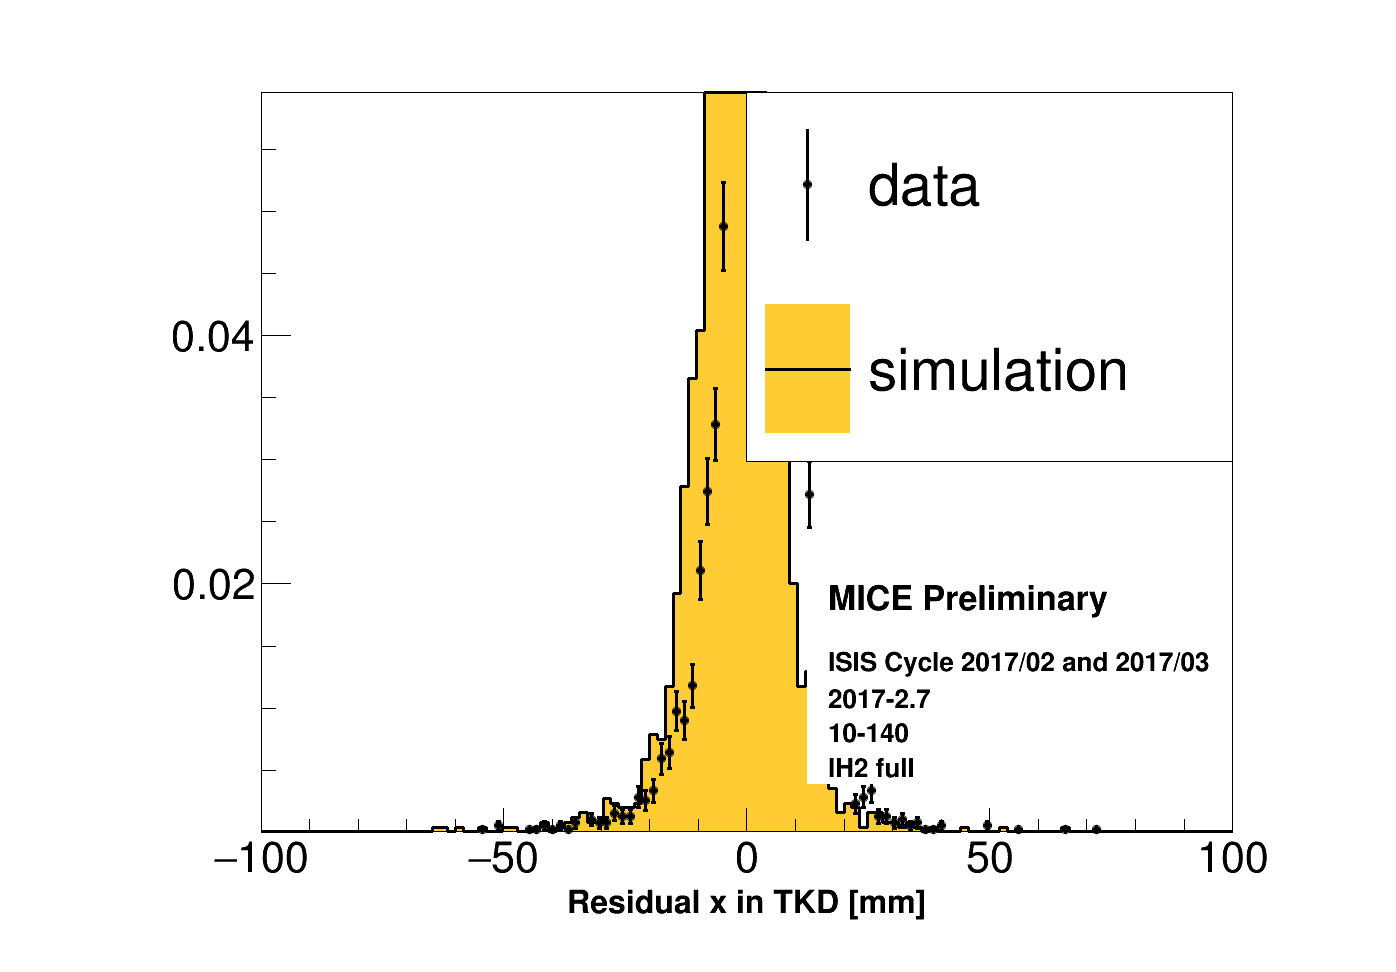 data
0.04
simulation
0.02
MICE Preliminary
ISIS Cycle 2017/02 and 2017/03
2017-2.7
10-140
IH2 full
−100 −50 0 50 100
Residual x in TKD [mm]